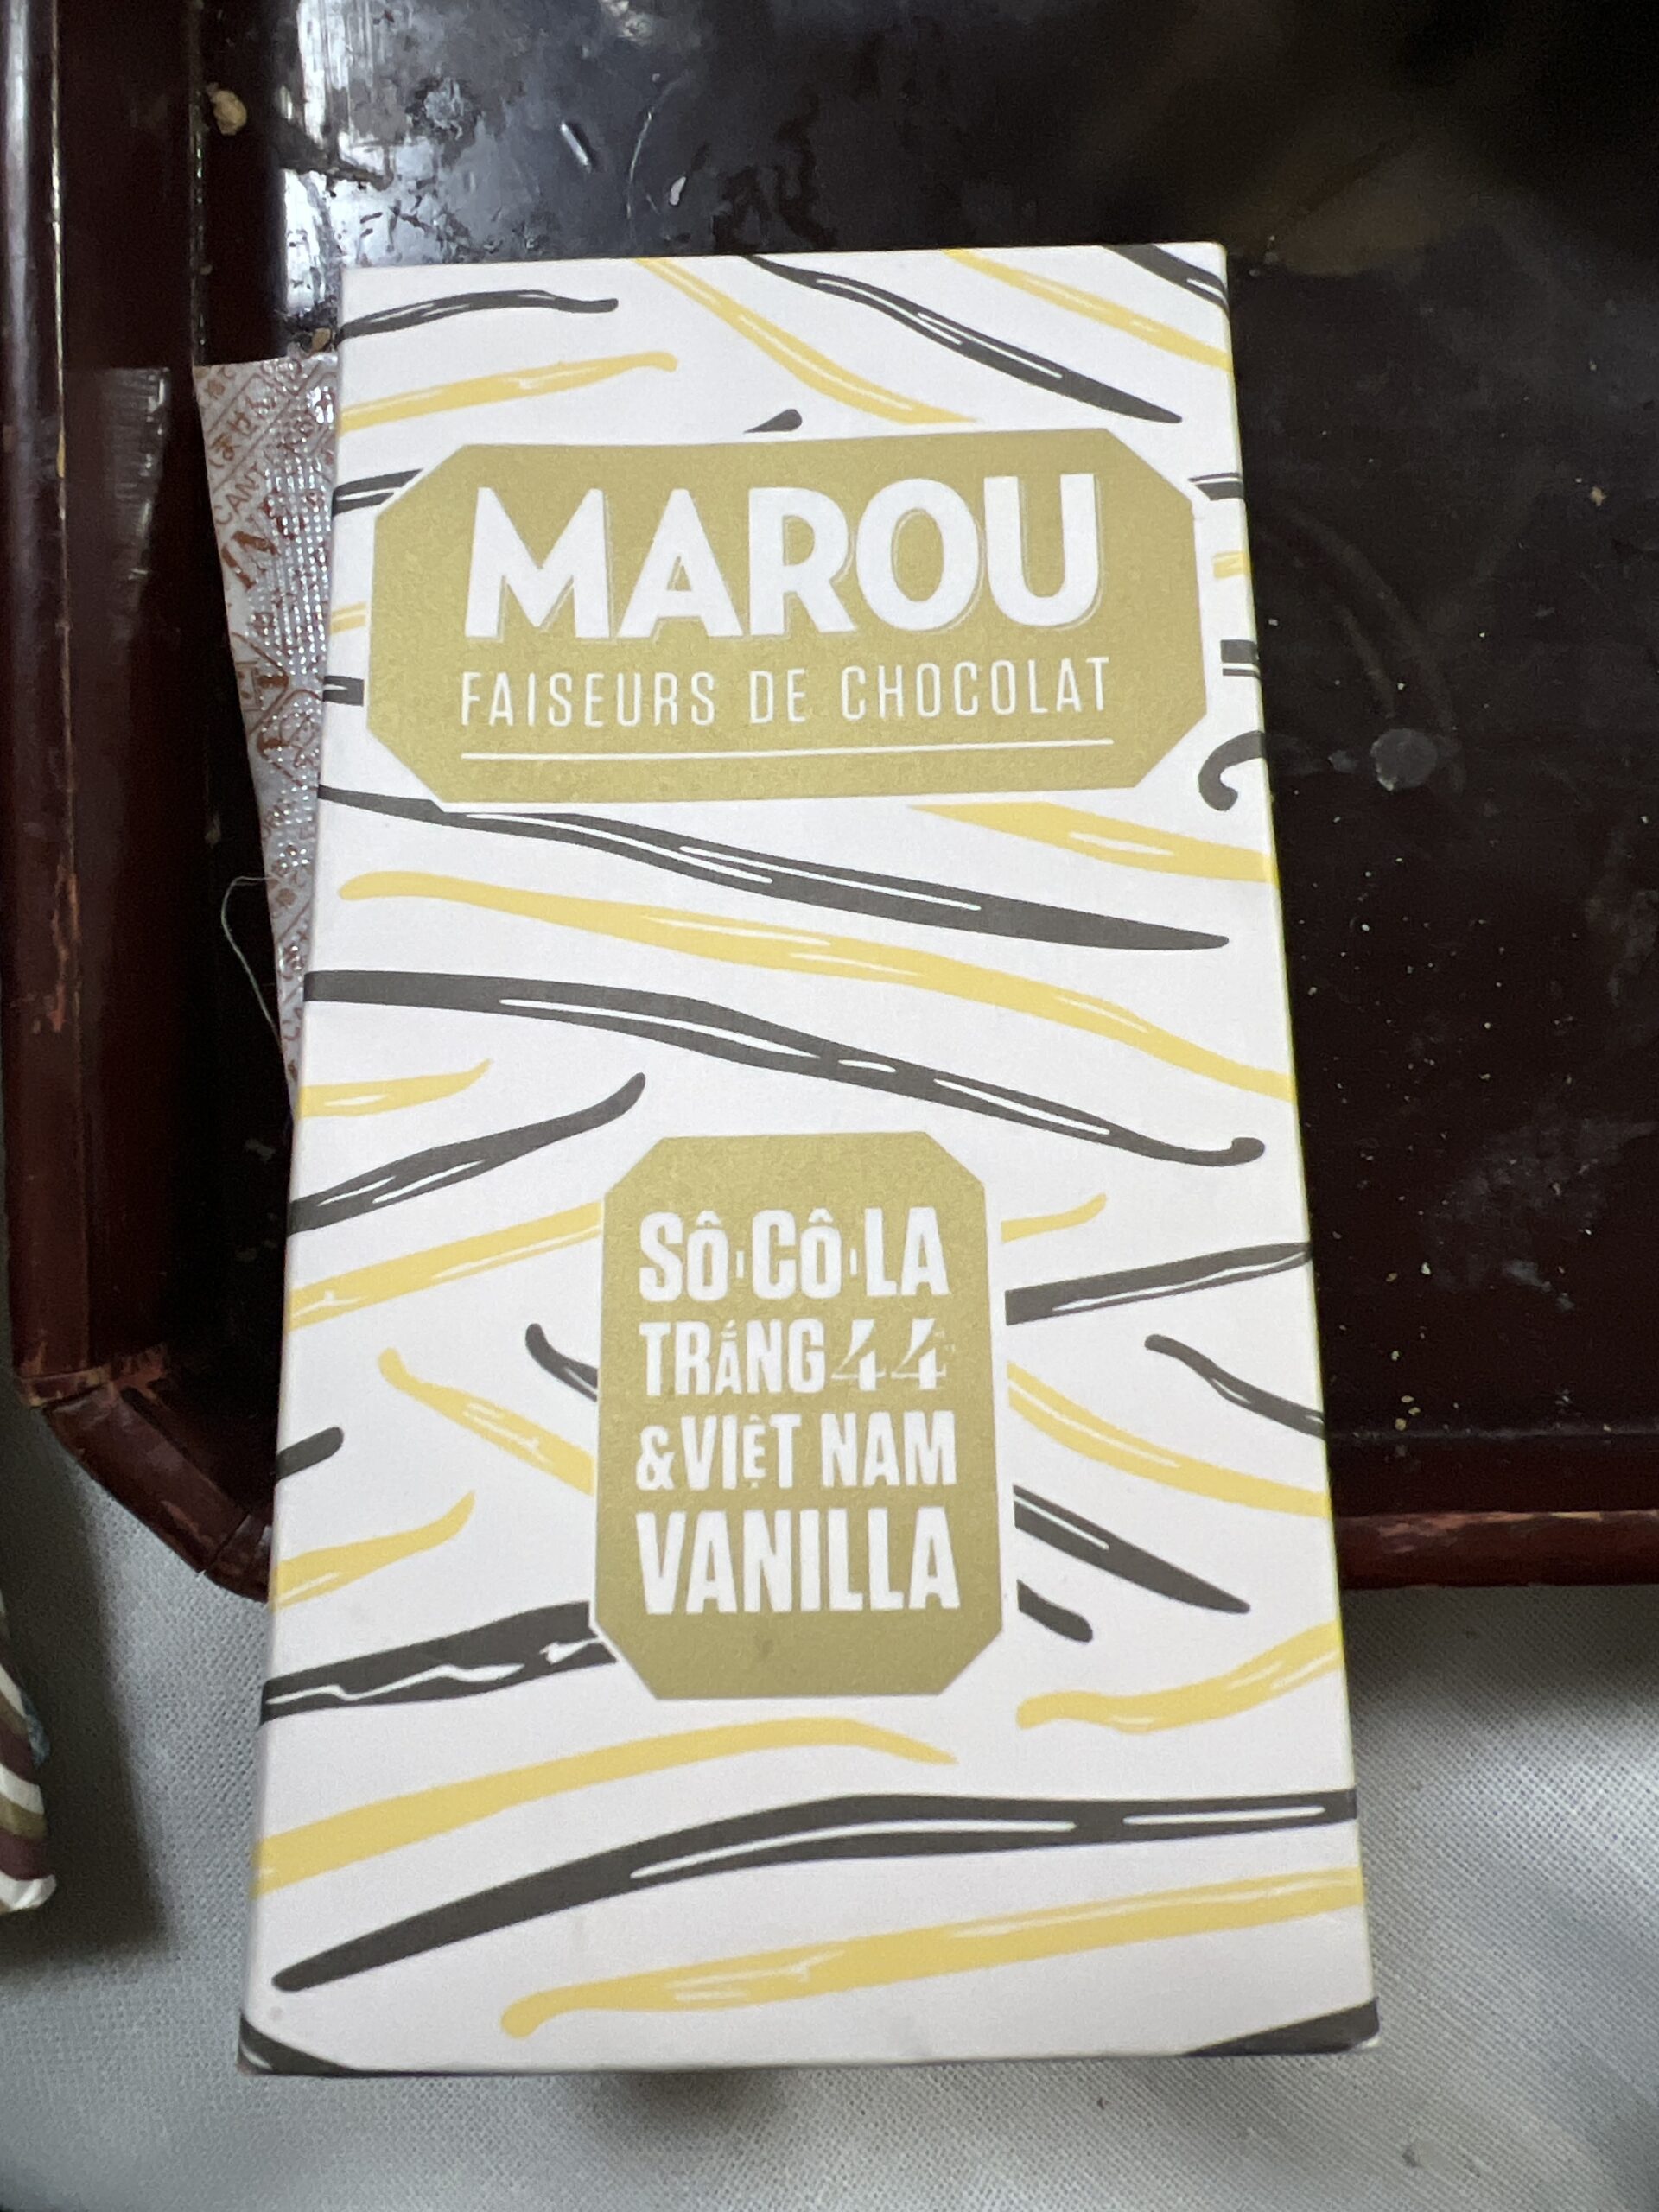 MAROU
FAISEURS DE CHOCOLAT
SÔ·CÔ·LA
TRẮNG 44
& VIỆT NAM
VANILLA